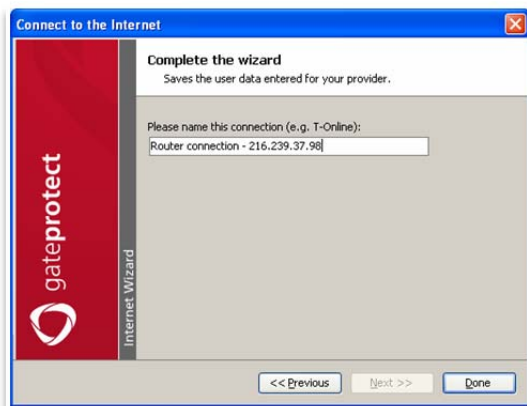 Connect to the Internet
Complete the wizard
Saves the user data entered for your provider.
Please name this connection (e.g. T-Online):
Router connection - 216.239.37.98
gateprotect
Internet Wizard
<< Previous
Next >>
Done